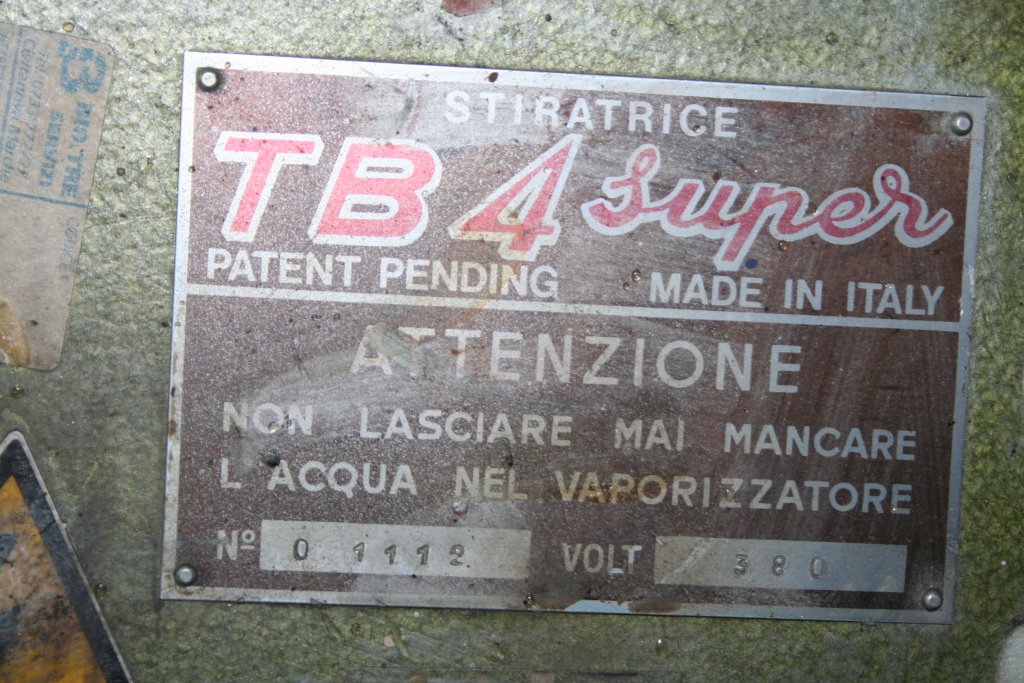 STIRATRICE
TB 4 Super
PATENT PENDING MADE IN ITALY
ATTENZIONE
NON LASCIARE MAI MANCARE
L ACQUA NEL VAPORIZZATORE
Nº 0 1112 VOLT 380